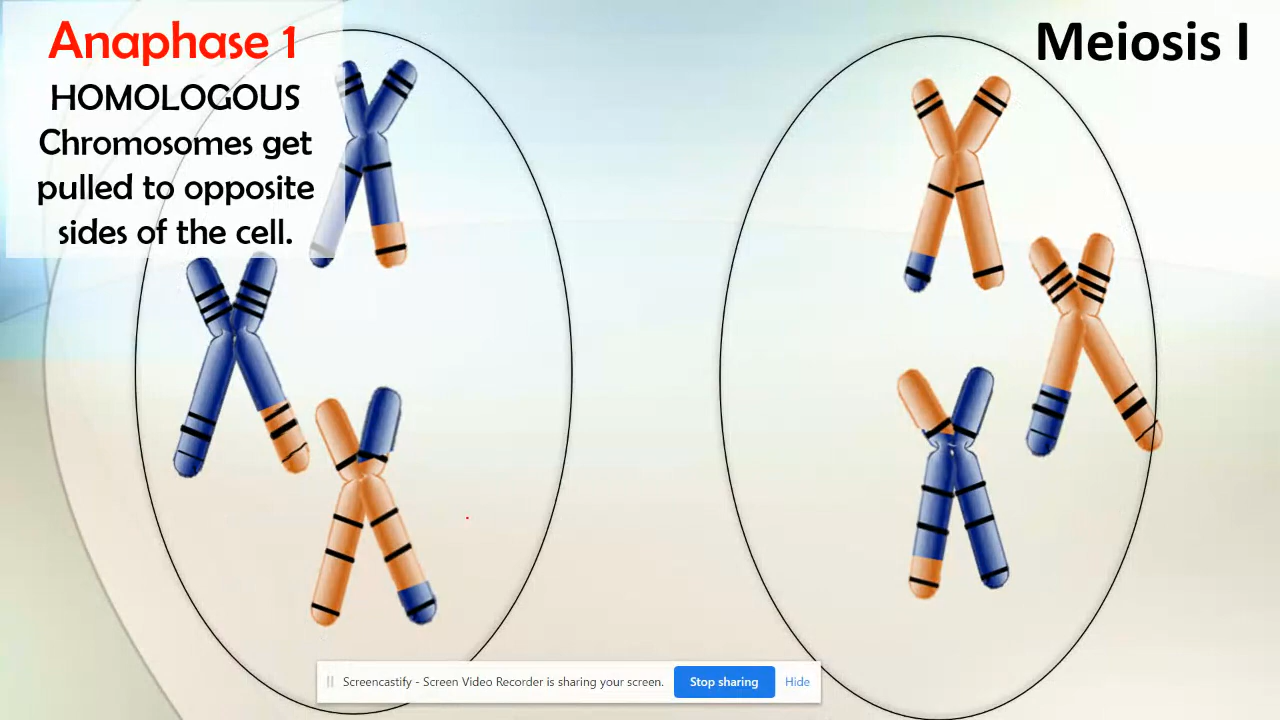 Anaphase 1
HOMOLOGOUS
Chromosomes get
pulled to opposite
sides of the cell.
Meiosis I
Screencastify - Screen Video Recorder is sharing your screen.
Stop sharing
Hide